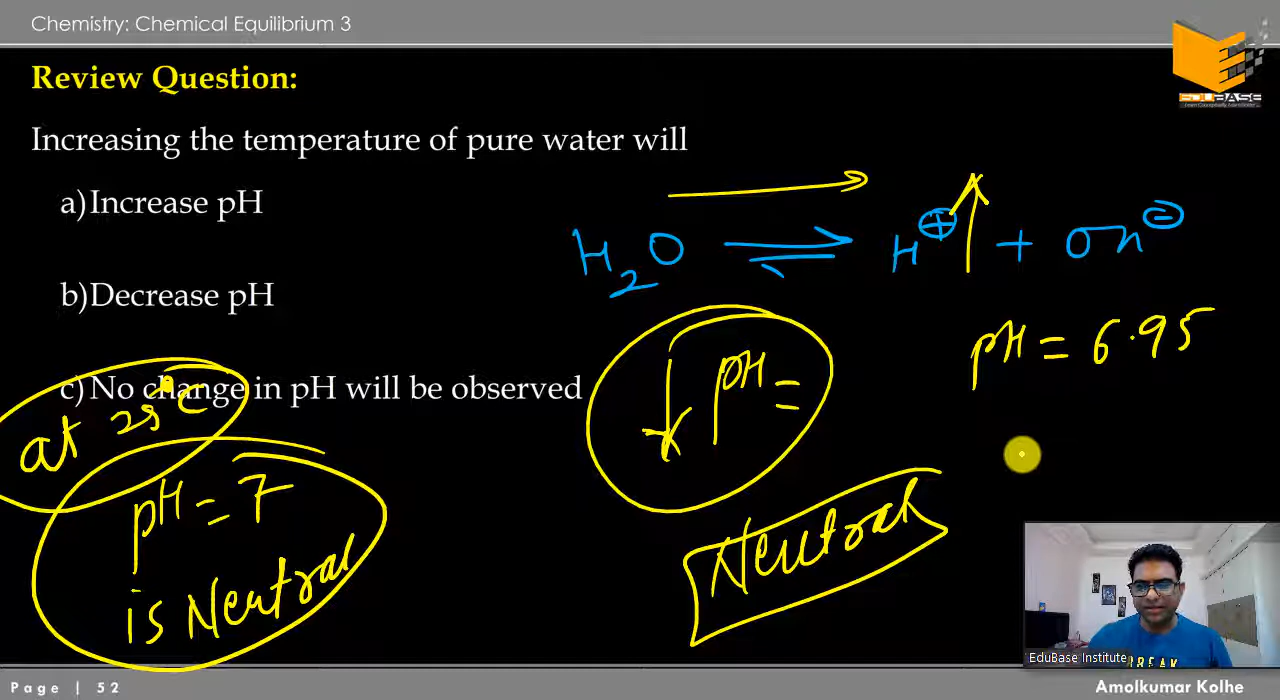 Chemistry: Chemical Equilibrium 3
EDUBASE
Review Question:
Increasing the temperature of pure water will
a) Increase pH
H₂O ⇌ H⊕ + OH⊖
b) Decrease pH
pH = 6.95
↓ pH =
c) No change in pH will be observed
at 25°C
pH = 7
is Neutral
Neutral
EduBase Institute
BREAK
Page | 52
Amolkumar Kolhe